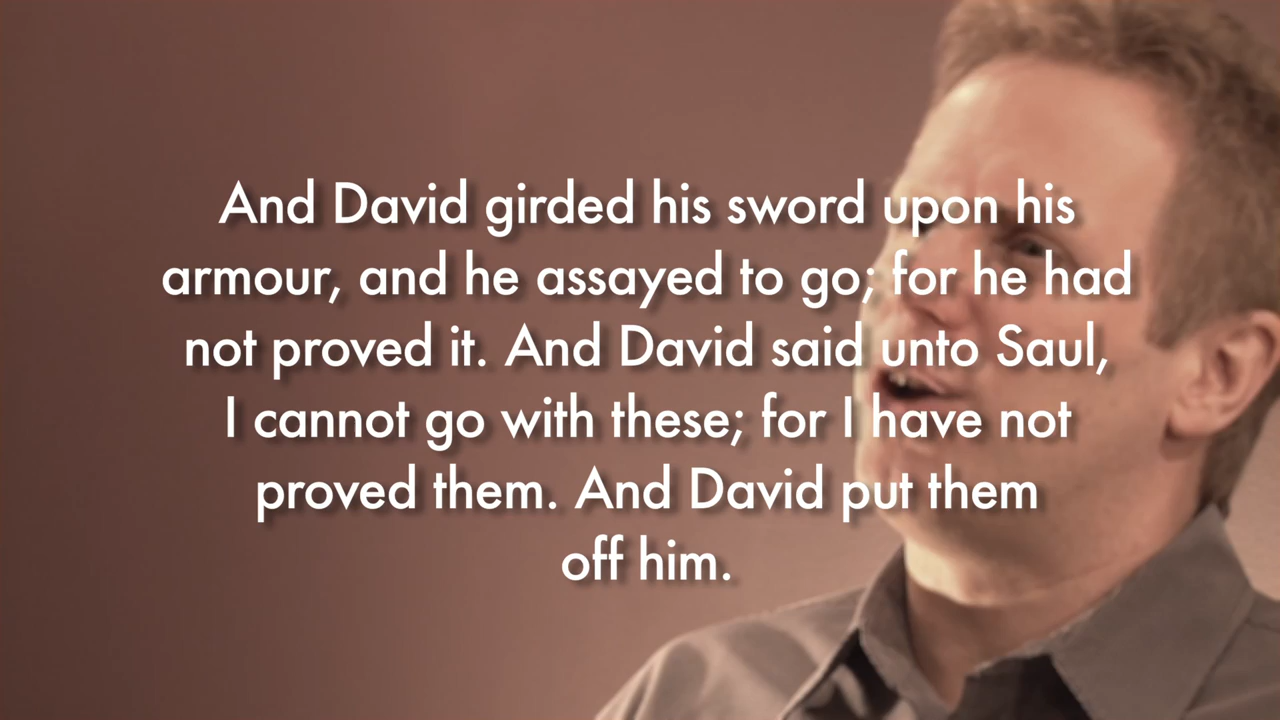 And David girded his sword upon his
armour, and he assayed to go; for he had
not proved it. And David said unto Saul,
I cannot go with these; for I have not
proved them. And David put them
off him.